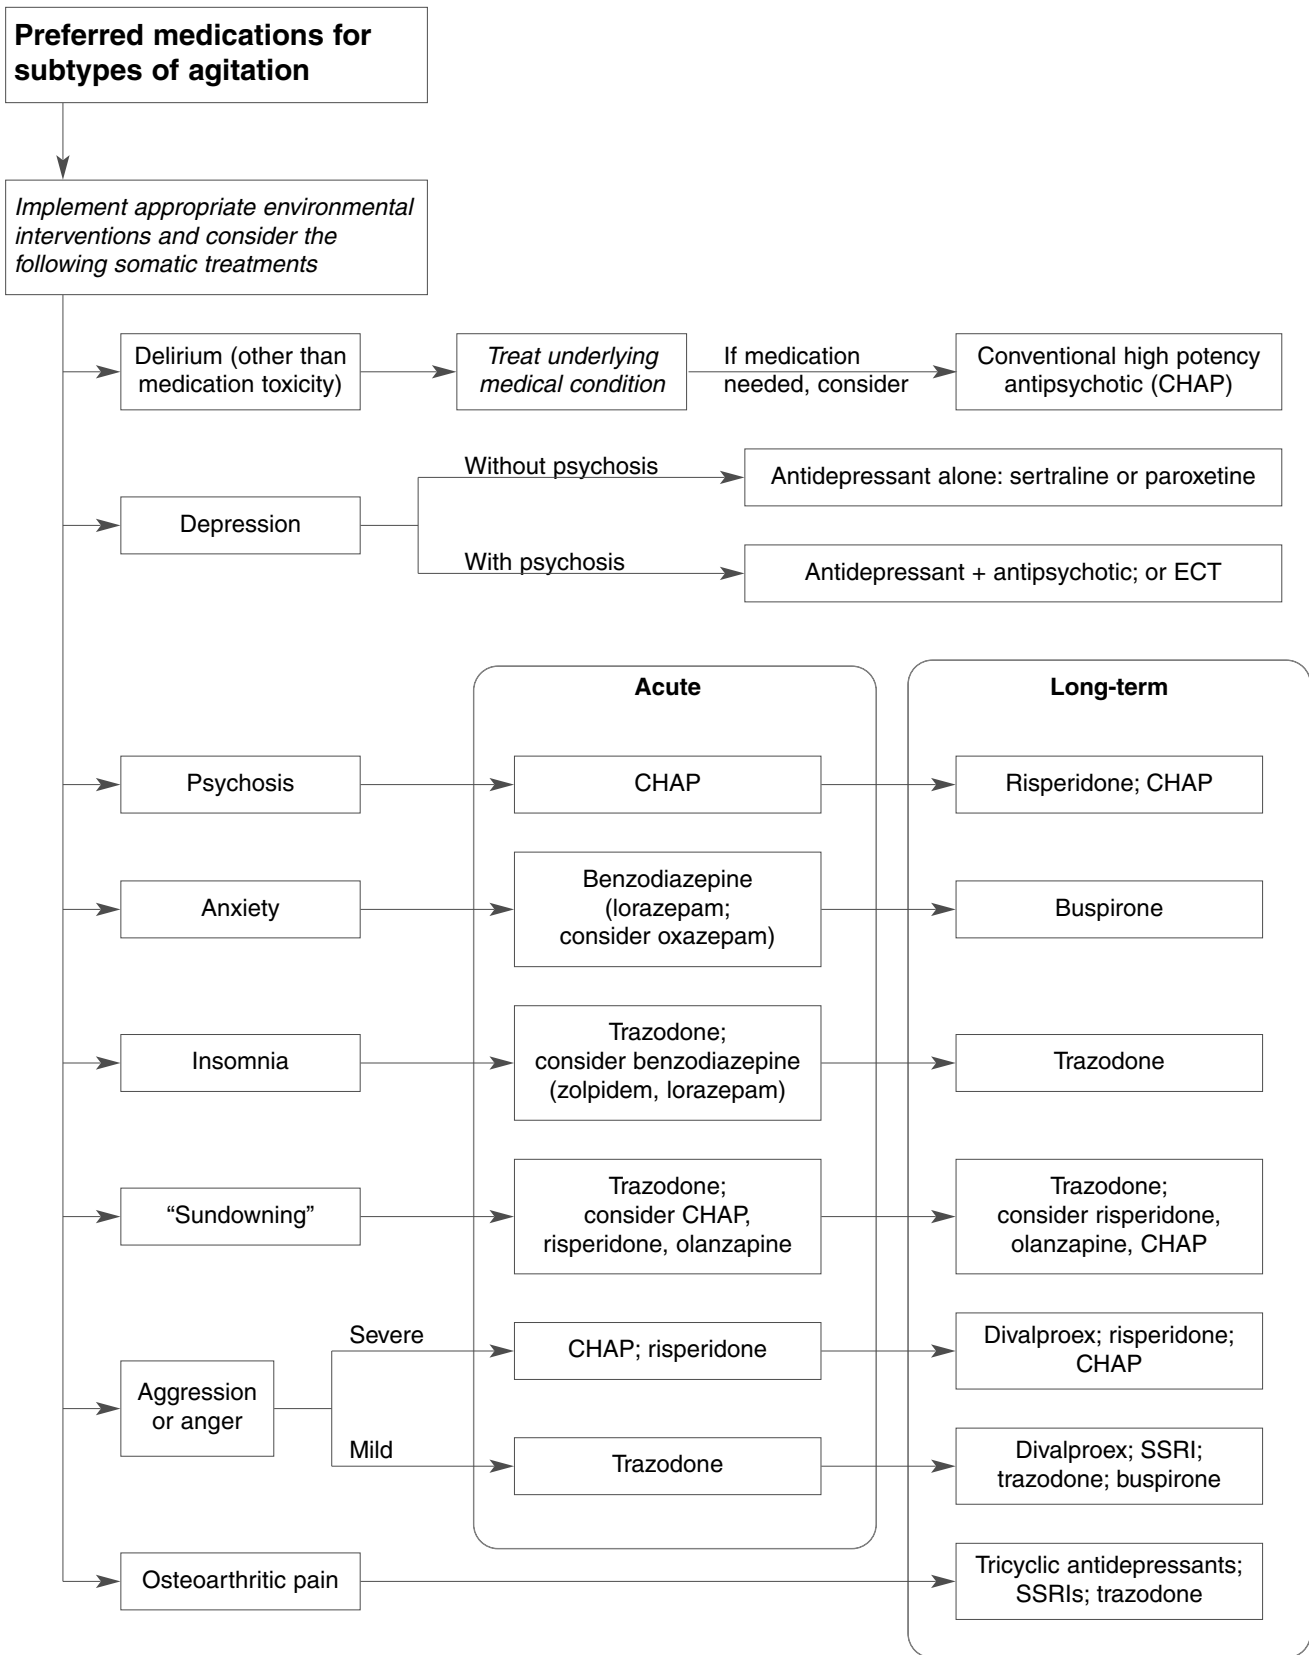 Preferred medications for
subtypes of agitation
Implement appropriate environmental
interventions and consider the
following somatic treatments
Delirium (other than
medication toxicity)
Treat underlying
medical condition
If medication
needed, consider
Conventional high potency
antipsychotic (CHAP)
Depression
Without psychosis
Antidepressant alone: sertraline or paroxetine
With psychosis
Antidepressant + antipsychotic; or ECT
Acute
Long-term
Psychosis
CHAP
Risperidone; CHAP
Anxiety
Benzodiazepine
(lorazepam;
consider oxazepam)
Buspirone
Insomnia
Trazodone;
consider benzodiazepine
(zolpidem, lorazepam)
Trazodone
“Sundowning”
Trazodone;
consider CHAP,
risperidone, olanzapine
Trazodone;
consider risperidone,
olanzapine, CHAP
Aggression
or anger
Severe
CHAP; risperidone
Divalproex; risperidone;
CHAP
Mild
Trazodone
Divalproex; SSRI;
trazodone; buspirone
Osteoarthritic pain
Tricyclic antidepressants;
SSRIs; trazodone